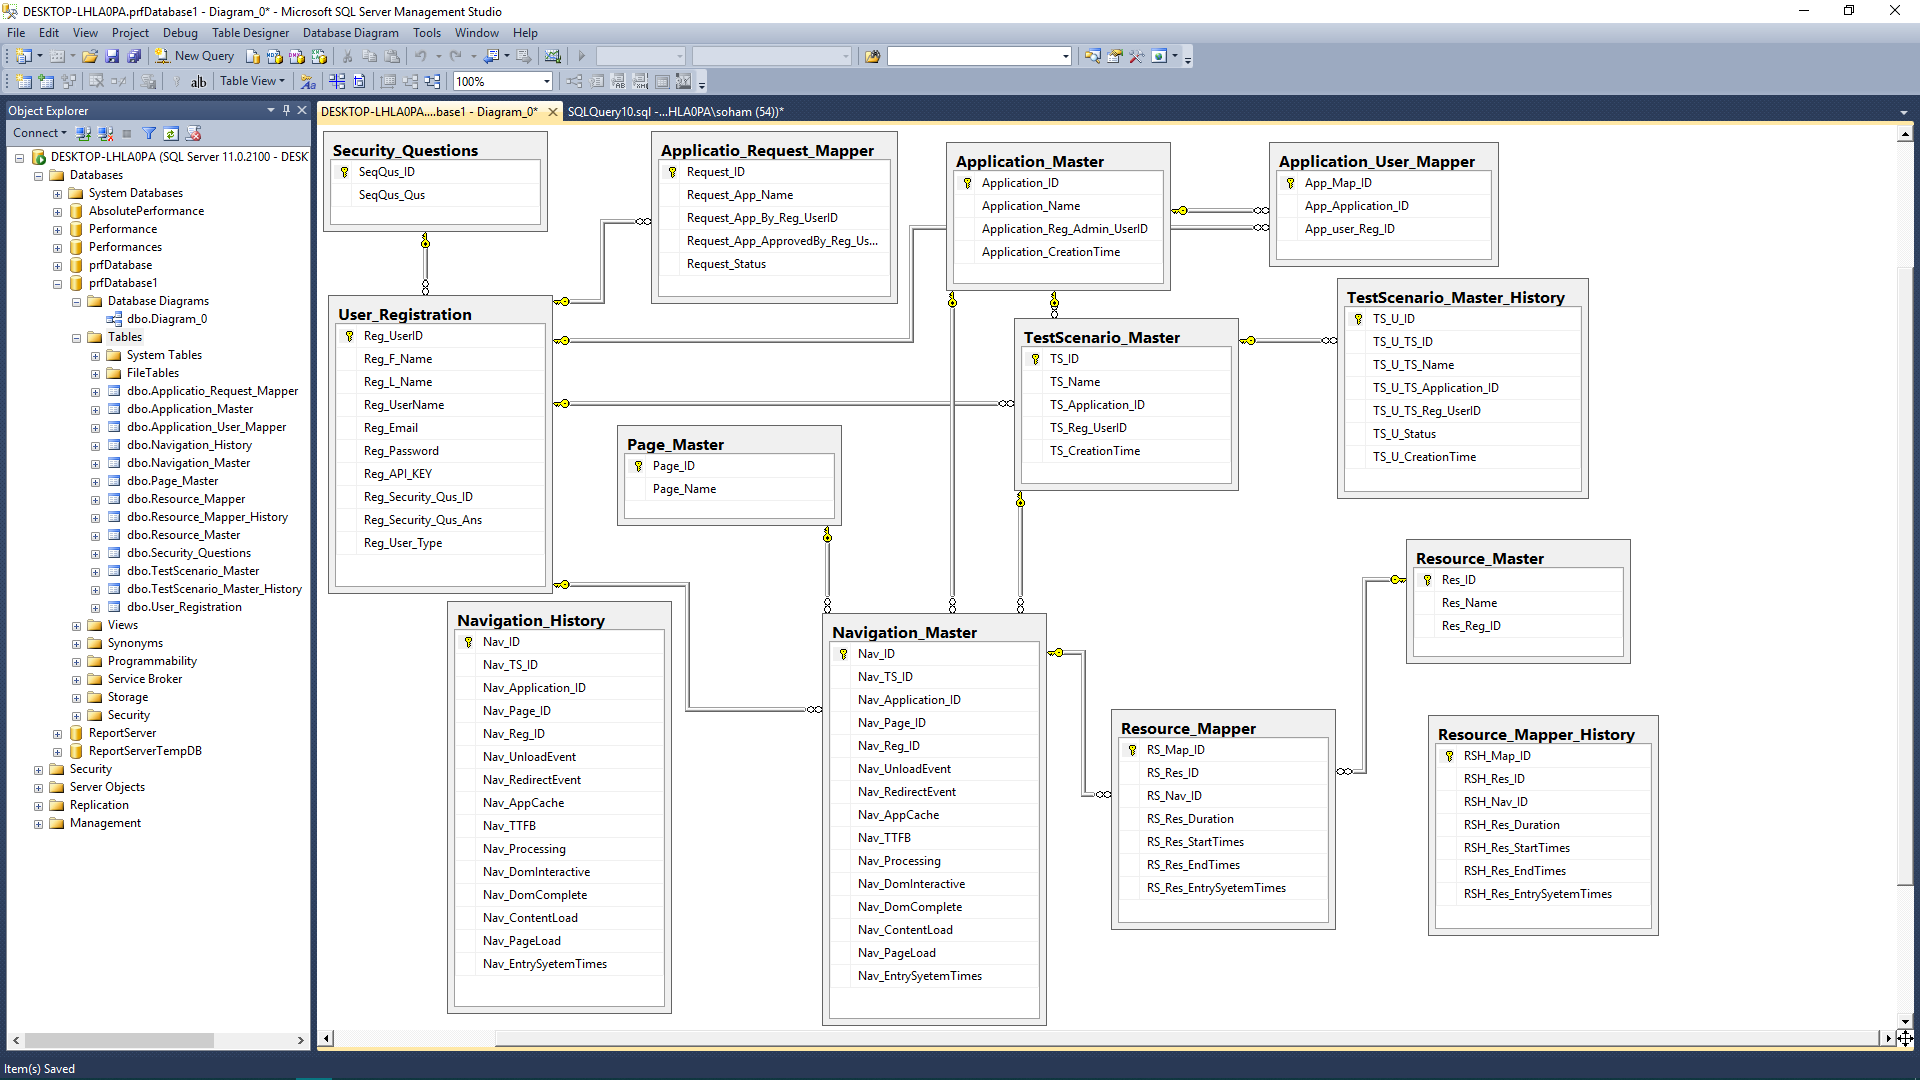 DESKTOP-LHLA0PA.prfDatabase1 - Diagram_0* - Microsoft SQL Server Management Studio
File Edit View Project Debug Table Designer Database Diagram Tools Window Help
New Query
Table View 100%
Object Explorer
Connect
DESKTOP-LHLA0PA (SQL Server 11.0.2100 - DESK
Databases
System Databases
AbsolutePerformance
Performance
Performances
prfDatabase
prfDatabase1
Database Diagrams
dbo.Diagram_0
Tables
System Tables
FileTables
dbo.Applicatio_Request_Mapper
dbo.Application_Master
dbo.Application_User_Mapper
dbo.Navigation_History
dbo.Navigation_Master
dbo.Page_Master
dbo.Resource_Mapper
dbo.Resource_Mapper_History
dbo.Resource_Master
dbo.Security_Questions
dbo.TestScenario_Master
dbo.TestScenario_Master_History
dbo.User_Registration
Views
Synonyms
Programmability
Service Broker
Storage
Security
ReportServer
ReportServerTempDB
Security
Server Objects
Replication
Management
DESKTOP-LHLA0PA....base1 - Diagram_0*
SQLQuery10.sql -...HLA0PA\soham (54))*
Security_Questions
SeqQus_ID
SeqQus_Qus
Applicatio_Request_Mapper
Request_ID
Request_App_Name
Request_App_By_Reg_UserID
Request_App_ApprovedBy_Reg_Us...
Request_Status
Application_Master
Application_ID
Application_Name
Application_Reg_Admin_UserID
Application_CreationTime
Application_User_Mapper
App_Map_ID
App_Application_ID
App_user_Reg_ID
User_Registration
Reg_UserID
Reg_F_Name
Reg_L_Name
Reg_UserName
Reg_Email
Reg_Password
Reg_API_KEY
Reg_Security_Qus_ID
Reg_Security_Qus_Ans
Reg_User_Type
TestScenario_Master
TS_ID
TS_Name
TS_Application_ID
TS_Reg_UserID
TS_CreationTime
TestScenario_Master_History
TS_U_ID
TS_U_TS_ID
TS_U_TS_Name
TS_U_TS_Application_ID
TS_U_TS_Reg_UserID
TS_U_Status
TS_U_CreationTime
Page_Master
Page_ID
Page_Name
Navigation_History
Nav_ID
Nav_TS_ID
Nav_Application_ID
Nav_Page_ID
Nav_Reg_ID
Nav_UnloadEvent
Nav_RedirectEvent
Nav_AppCache
Nav_TTFB
Nav_Processing
Nav_DomInteractive
Nav_DomComplete
Nav_ContentLoad
Nav_PageLoad
Nav_EntrySyetemTimes
Navigation_Master
Nav_ID
Nav_TS_ID
Nav_Application_ID
Nav_Page_ID
Nav_Reg_ID
Nav_UnloadEvent
Nav_RedirectEvent
Nav_AppCache
Nav_TTFB
Nav_Processing
Nav_DomInteractive
Nav_DomComplete
Nav_ContentLoad
Nav_PageLoad
Nav_EntrySyetemTimes
Resource_Master
Res_ID
Res_Name
Res_Reg_ID
Resource_Mapper
RS_Map_ID
RS_Res_ID
RS_Nav_ID
RS_Res_Duration
RS_Res_StartTimes
RS_Res_EndTimes
RS_Res_EntrySyetemTimes
Resource_Mapper_History
RSH_Map_ID
RSH_Res_ID
RSH_Nav_ID
RSH_Res_Duration
RSH_Res_StartTimes
RSH_Res_EndTimes
RSH_Res_EntrySyetemTimes
Item(s) Saved